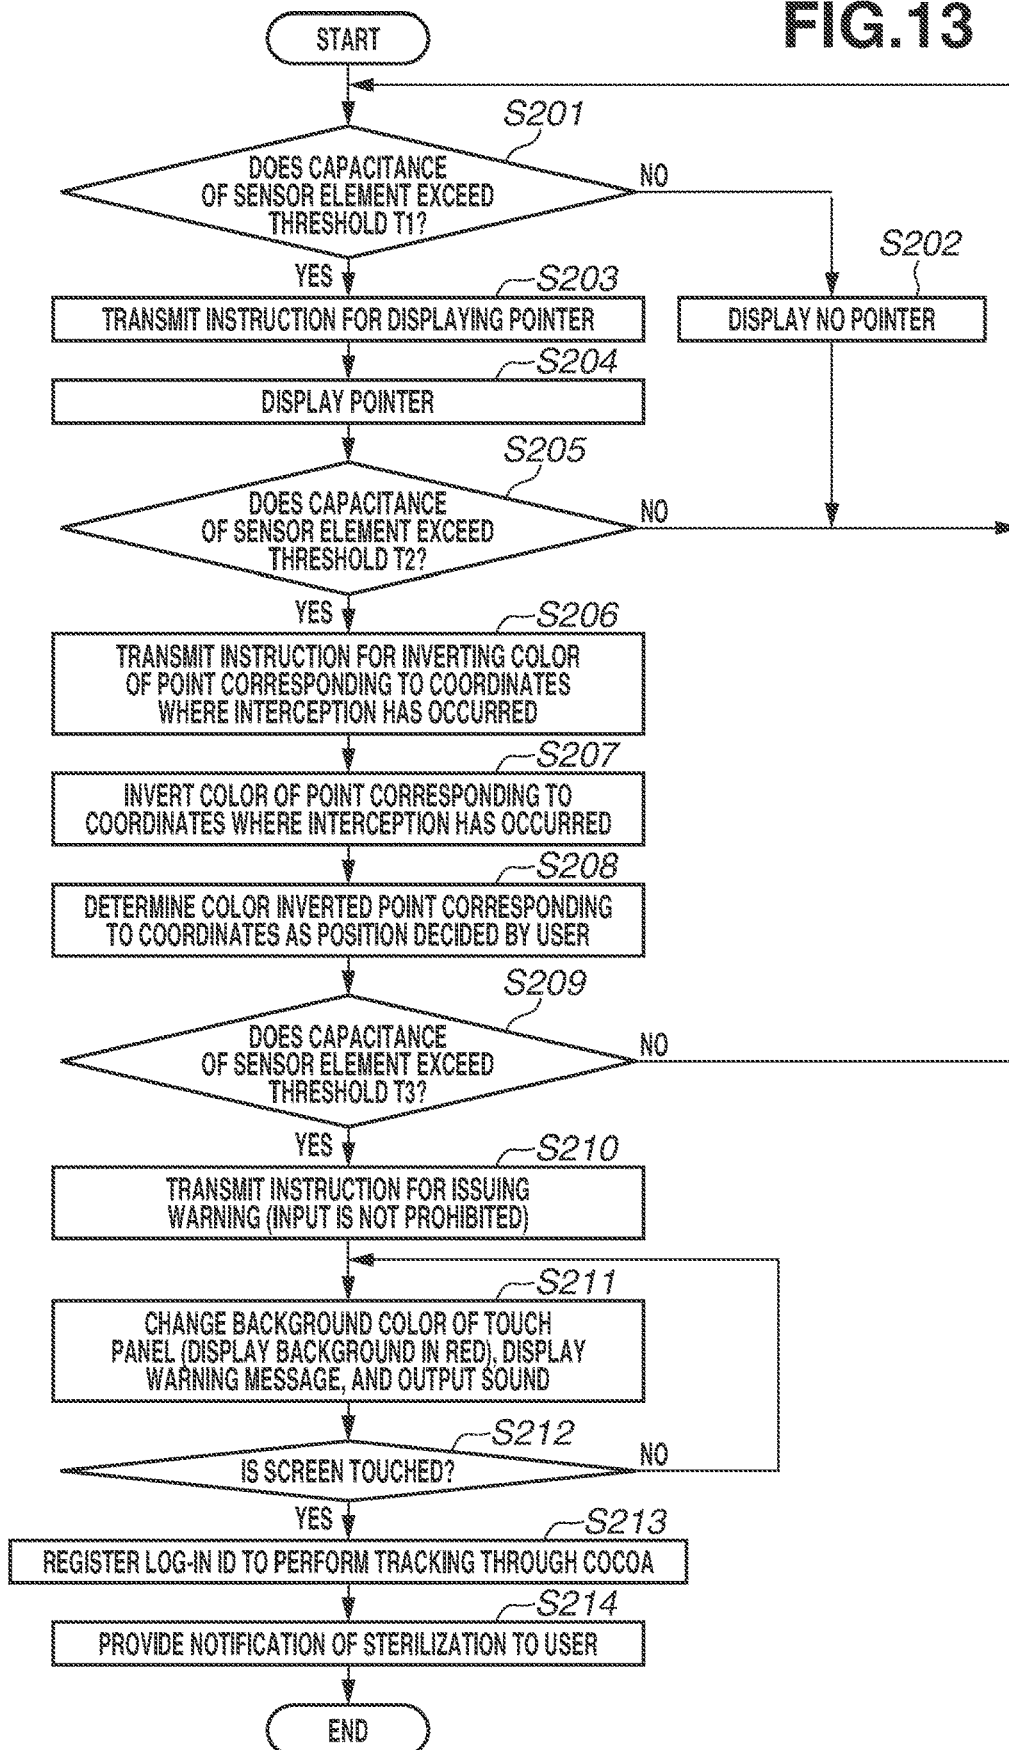 FIG.13
START
S201
DOES CAPACITANCE
OF SENSOR ELEMENT EXCEED
THRESHOLD T1?
NO
YES
S202
DISPLAY NO POINTER
S203
TRANSMIT INSTRUCTION FOR DISPLAYING POINTER
S204
DISPLAY POINTER
S205
DOES CAPACITANCE
OF SENSOR ELEMENT EXCEED
THRESHOLD T2?
NO
YES
S206
TRANSMIT INSTRUCTION FOR INVERTING COLOR
OF POINT CORRESPONDING TO COORDINATES
WHERE INTERCEPTION HAS OCCURRED
S207
INVERT COLOR OF POINT CORRESPONDING TO
COORDINATES WHERE INTERCEPTION HAS OCCURRED
S208
DETERMINE COLOR INVERTED POINT CORRESPONDING
TO COORDINATES AS POSITION DECIDED BY USER
S209
DOES CAPACITANCE
OF SENSOR ELEMENT EXCEED
THRESHOLD T3?
NO
YES
S210
TRANSMIT INSTRUCTION FOR ISSUING
WARNING (INPUT IS NOT PROHIBITED)
S211
CHANGE BACKGROUND COLOR OF TOUCH
PANEL (DISPLAY BACKGROUND IN RED), DISPLAY
WARNING MESSAGE, AND OUTPUT SOUND
S212
IS SCREEN TOUCHED?
NO
YES
S213
REGISTER LOG-IN ID TO PERFORM TRACKING THROUGH COCOA
S214
PROVIDE NOTIFICATION OF STERILIZATION TO USER
END